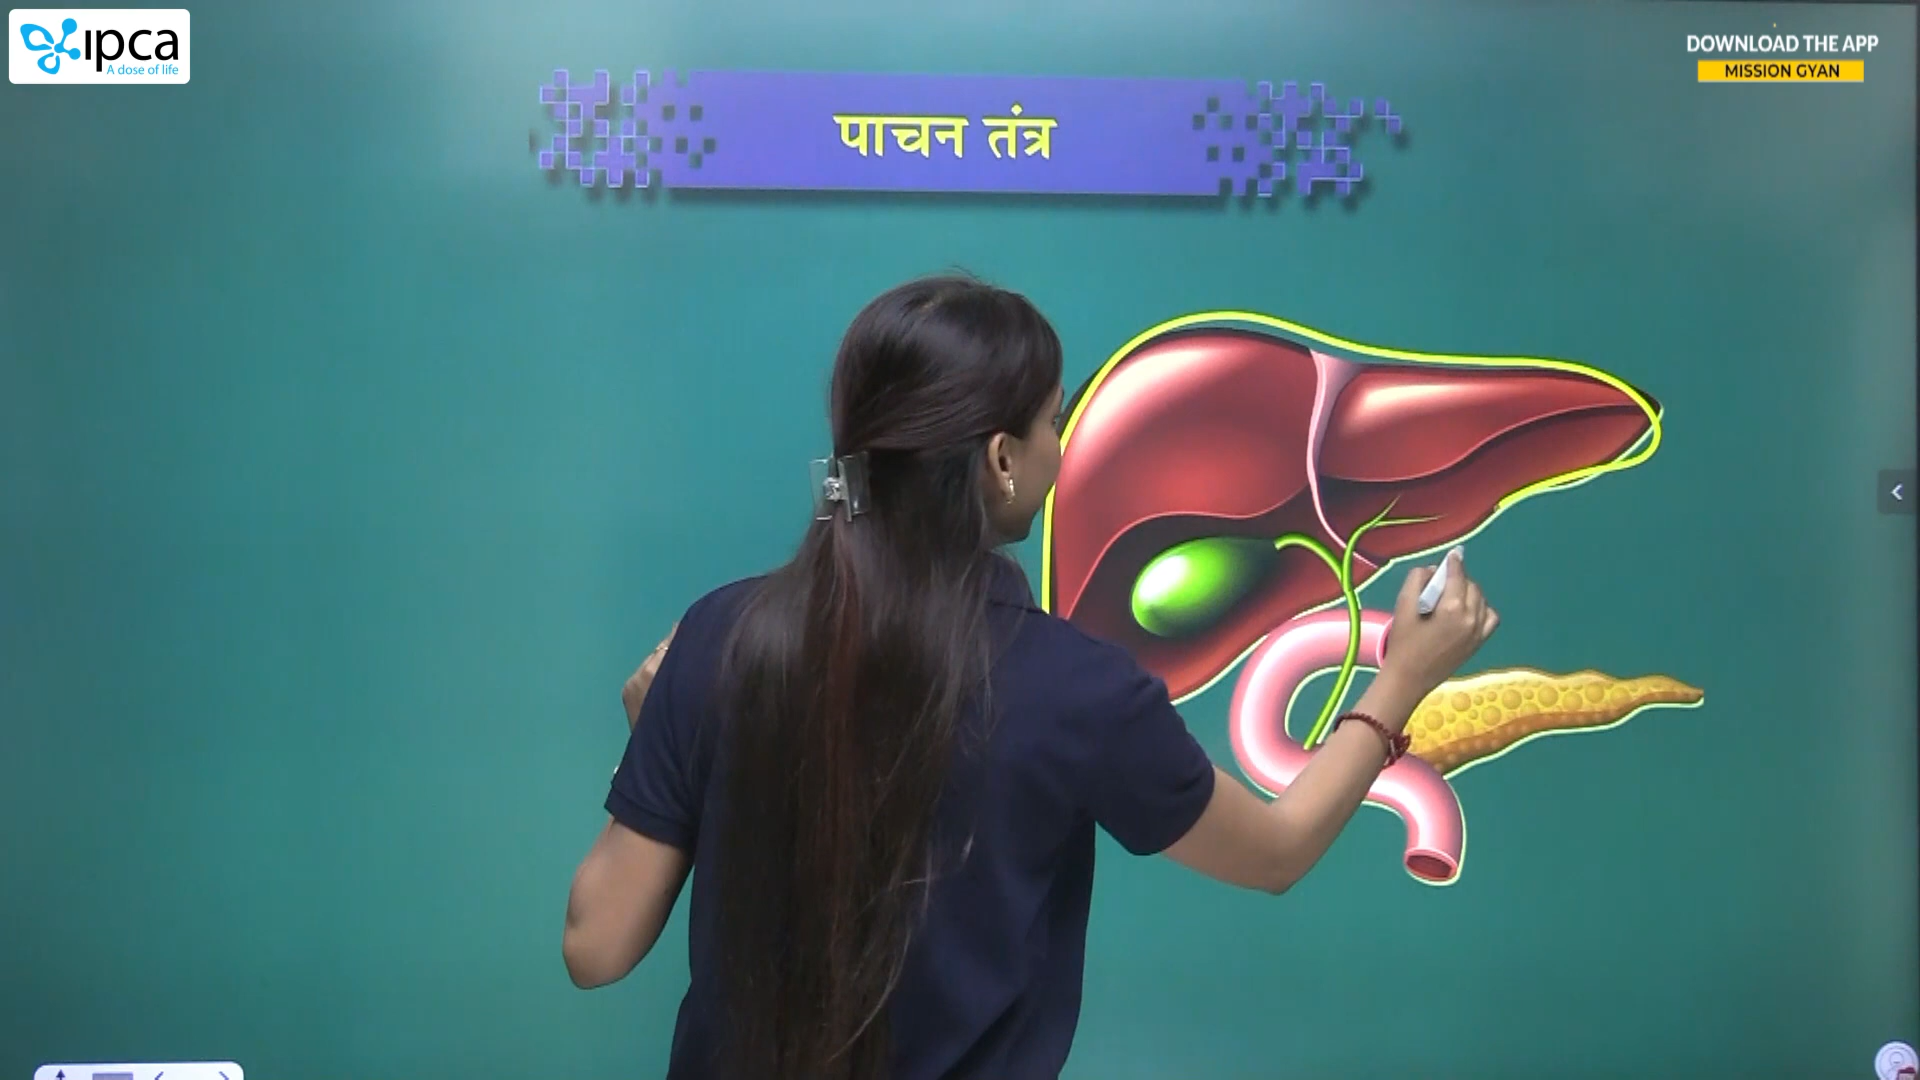 ipca
A dose of life
DOWNLOAD THE APP
MISSION GYAN
पाचन तंत्र